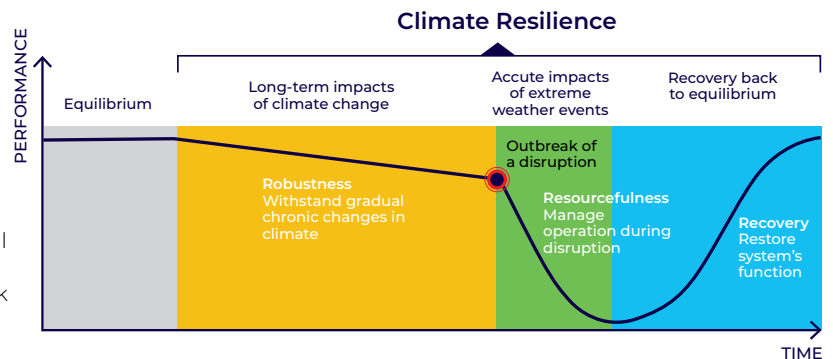 Climate Resilience
PERFORMANCE
Equilibrium
Long-term impacts
of climate change
Accute impacts
of extreme
weather events
Recovery back
to equilibrium
Outbreak of
a disruption
Robustness
Withstand gradual
chronic changes in
climate
Resourcefulness
Manage
operation during
disruption
Recovery
Restore
system's
function
TIME